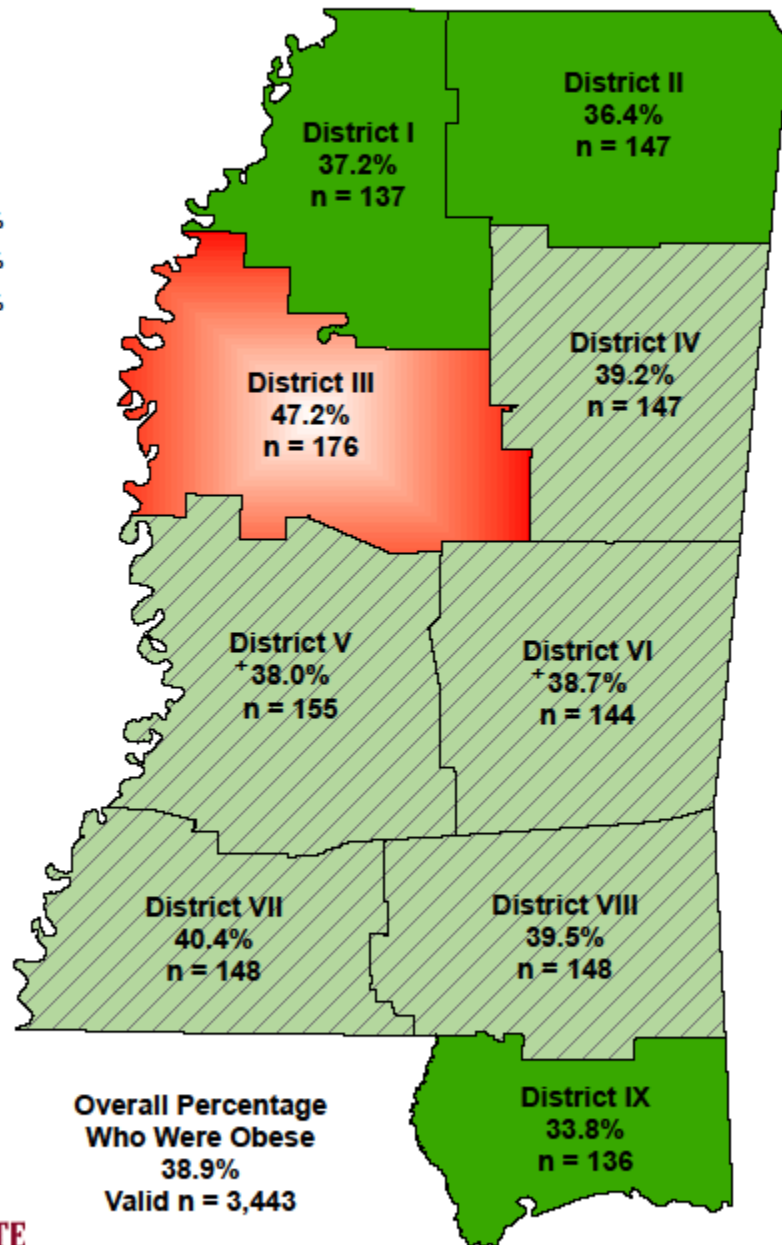 District I
37.2%
n = 137
District II
36.4%
n = 147
%
%
%
District III
47.2%
n = 176
District IV
39.2%
n = 147
District V
+38.0%
n = 155
District VI
+38.7%
n = 144
District VII
40.4%
n = 148
District VIII
39.5%
n = 148
District IX
33.8%
n = 136
Overall Percentage
Who Were Obese
38.9%
Valid n = 3,443
TE